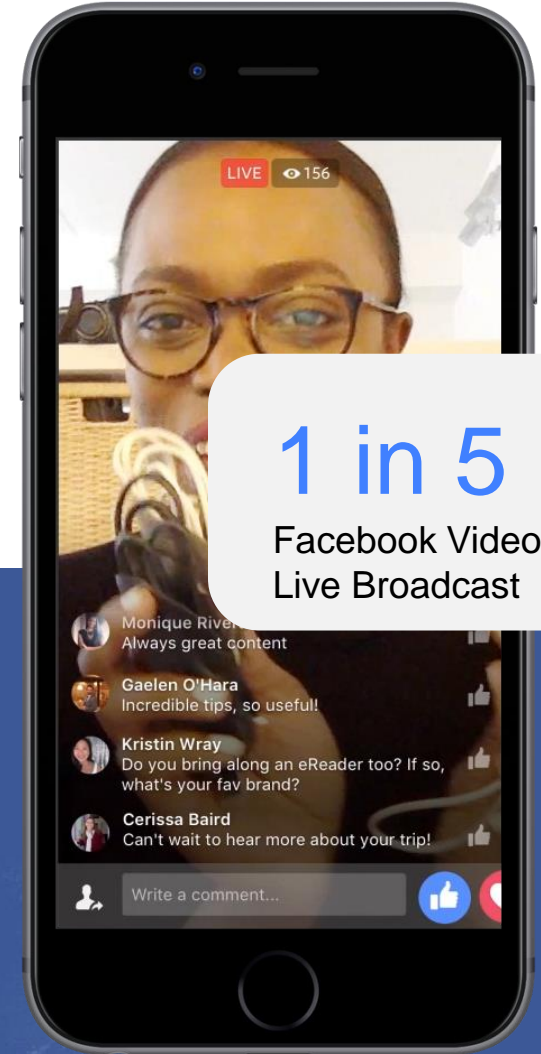 LIVE 156
1 in 5
Facebook Video
Live Broadcast
Monique
Always great content
Gaelen O'Hara
Incredible tips, so useful!
Kristin Wray
Do you bring along an eReader too? If so,
what's your fav brand?
Cerissa Baird
Can't wait to hear more about your trip!
Write a comment...